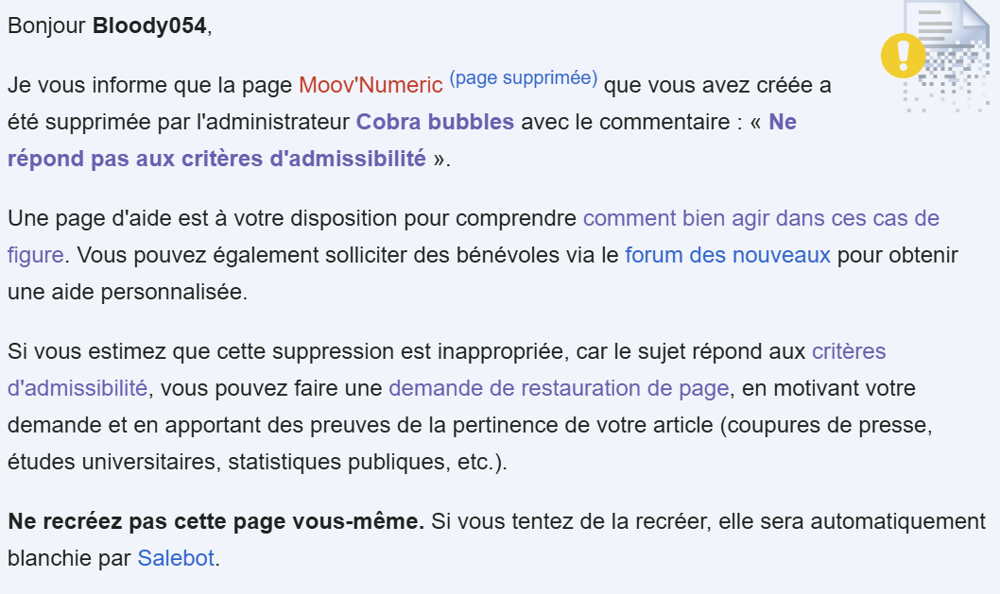 Bonjour Bloody054,
Je vous informe que la page Moov'Numeric (page supprimée) que vous avez créée a
été supprimée par l'administrateur Cobra bubbles avec le commentaire : « Ne
répond pas aux critères d'admissibilité ».
Une page d'aide est à votre disposition pour comprendre comment bien agir dans ces cas de
figure. Vous pouvez également solliciter des bénévoles via le forum des nouveaux pour obtenir
une aide personnalisée.
Si vous estimez que cette suppression est inappropriée, car le sujet répond aux critères
d'admissibilité, vous pouvez faire une demande de restauration de page, en motivant votre
demande et en apportant des preuves de la pertinence de votre article (coupures de presse,
études universitaires, statistiques publiques, etc.).
Ne recréez pas cette page vous-même. Si vous tentez de la recréer, elle sera automatiquement
blanchie par Salebot.